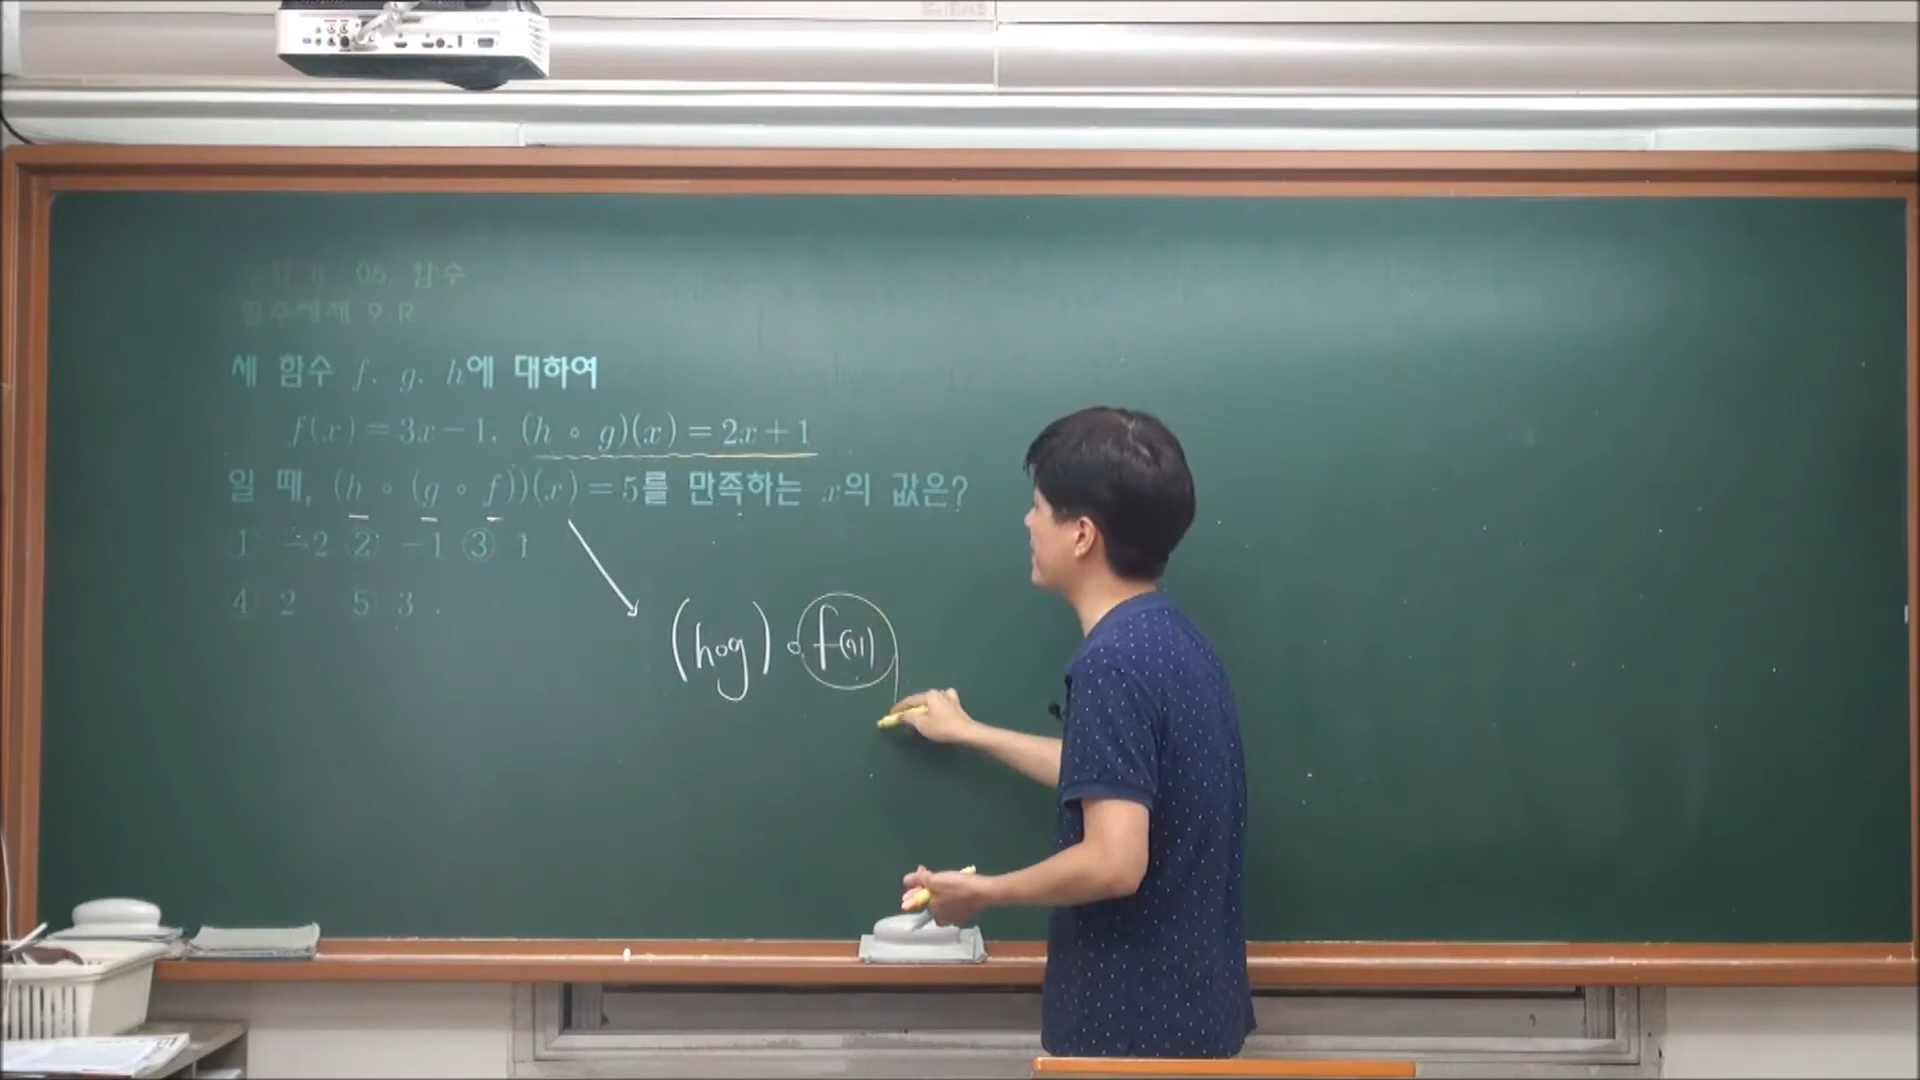 05. 함수
필수예제 9 R
세 함수 f, g, h에 대하여
f(x)=3x-1, (h ∘ g)(x)=2x+1
일 때, (h ∘ (g ∘ f))(x)=5를 만족하는 x의 값은?
① -2 ② -1 ③ 1
④ 2 ⑤ 3
(h∘g)∘f(x)